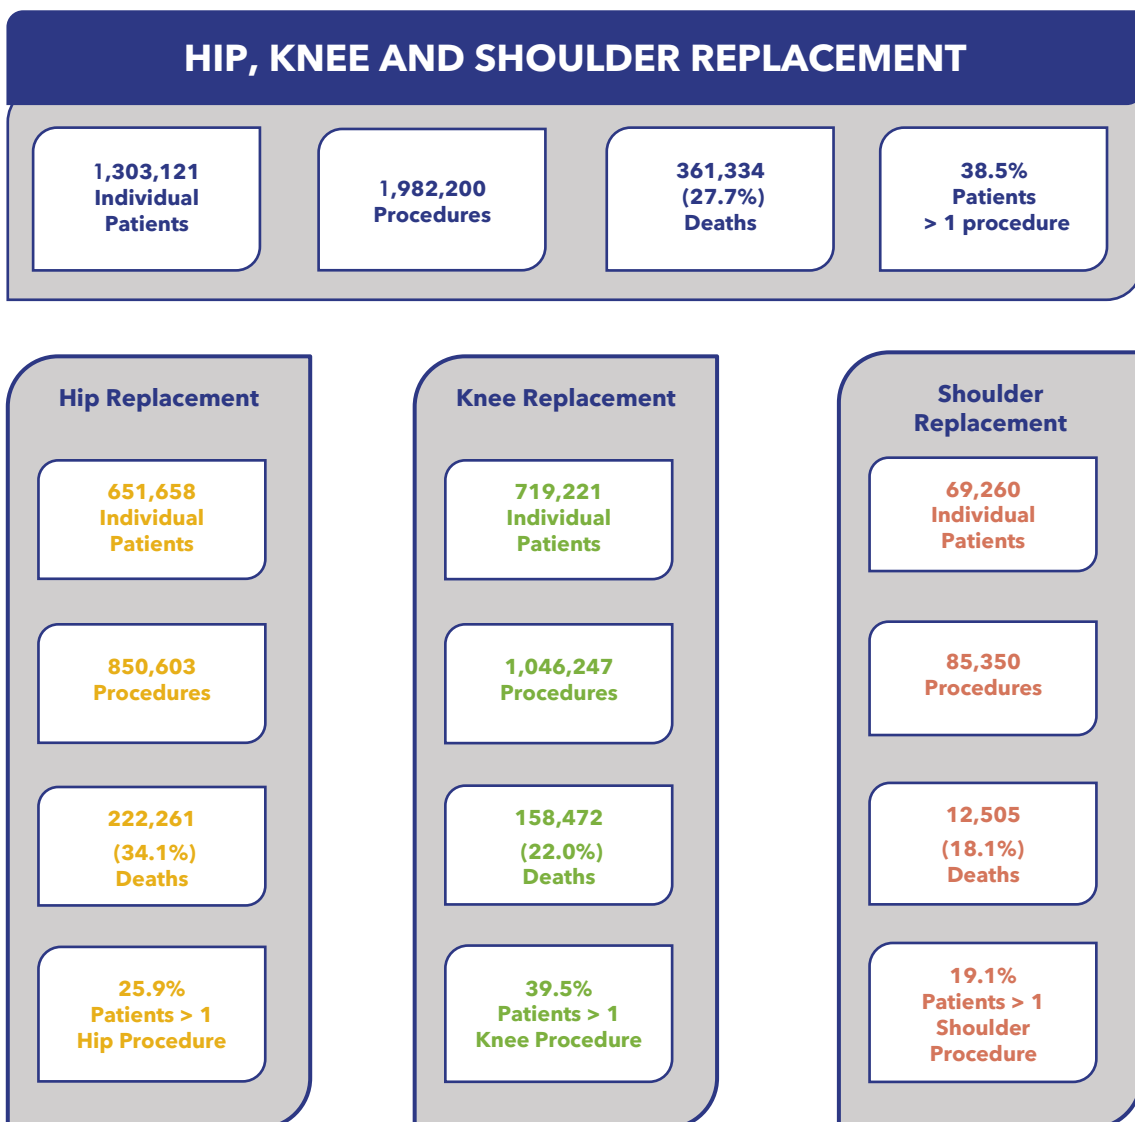 HIP, KNEE AND SHOULDER REPLACEMENT
1,303,121
Individual
Patients
1,982,200
Procedures
361,334
(27.7%)
Deaths
38.5%
Patients
> 1 procedure
Hip Replacement
651,658
Individual
Patients
850,603
Procedures
222,261
(34.1%)
Deaths
25.9%
Patients > 1
Hip Procedure
Knee Replacement
719,221
Individual
Patients
1,046,247
Procedures
158,472
(22.0%)
Deaths
39.5%
Patients > 1
Knee Procedure
Shoulder
Replacement
69,260
Individual
Patients
85,350
Procedures
12,505
(18.1%)
Deaths
19.1%
Patients > 1
Shoulder
Procedure